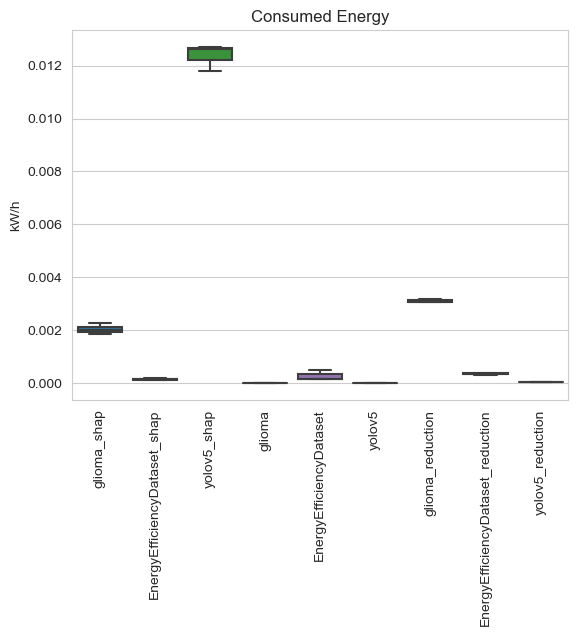 Consumed Energy
kW/h
0.012
0.010
0.008
0.006
0.004
0.002
0.000
glioma_shap
EnergyEfficiencyDataset_shap
yolov5_shap
glioma
EnergyEfficiencyDataset
yolov5
glioma_reduction
EnergyEfficiencyDataset_reduction
yolov5_reduction